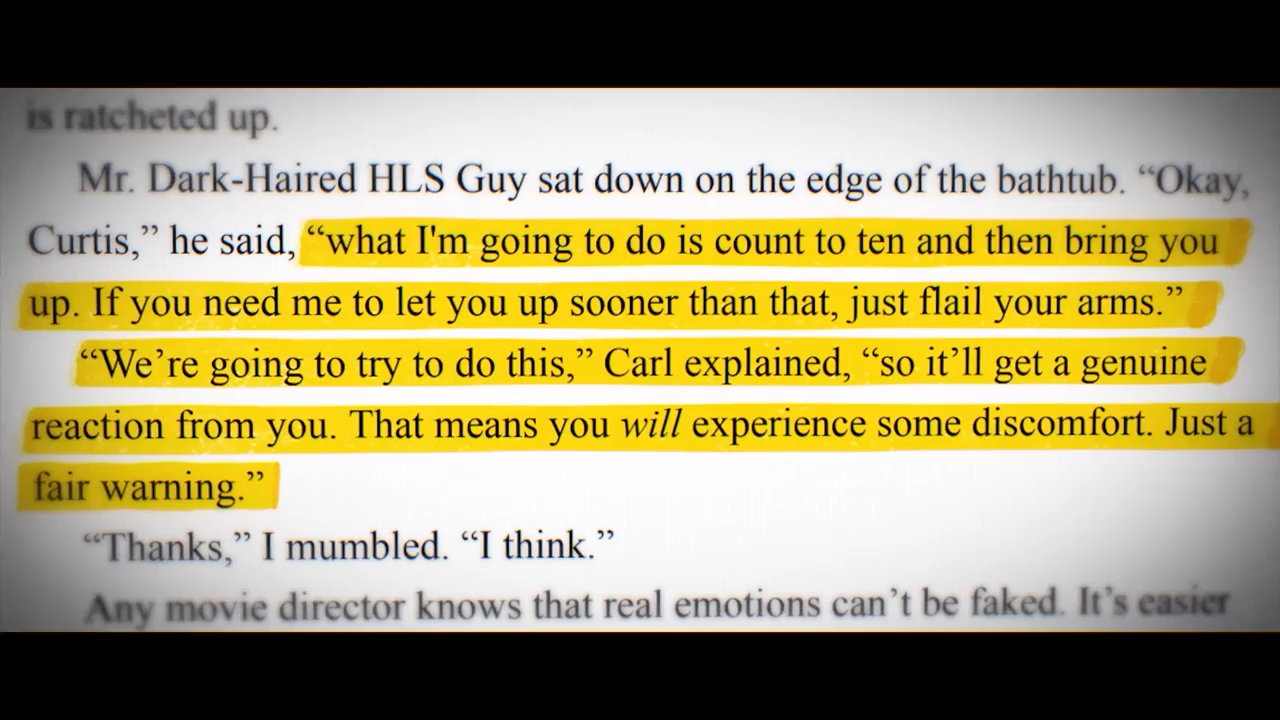 is ratcheted up.
Mr. Dark-Haired HLS Guy sat down on the edge of the bathtub. “Okay,
Curtis,” he said, “what I'm going to do is count to ten and then bring you
up. If you need me to let you up sooner than that, just flail your arms.”
“We’re going to try to do this,” Carl explained, “so it’ll get a genuine
reaction from you. That means you will experience some discomfort. Just a
fair warning.”
“Thanks,” I mumbled. “I think.”
Any movie director knows that real emotions can’t be faked. It’s easier